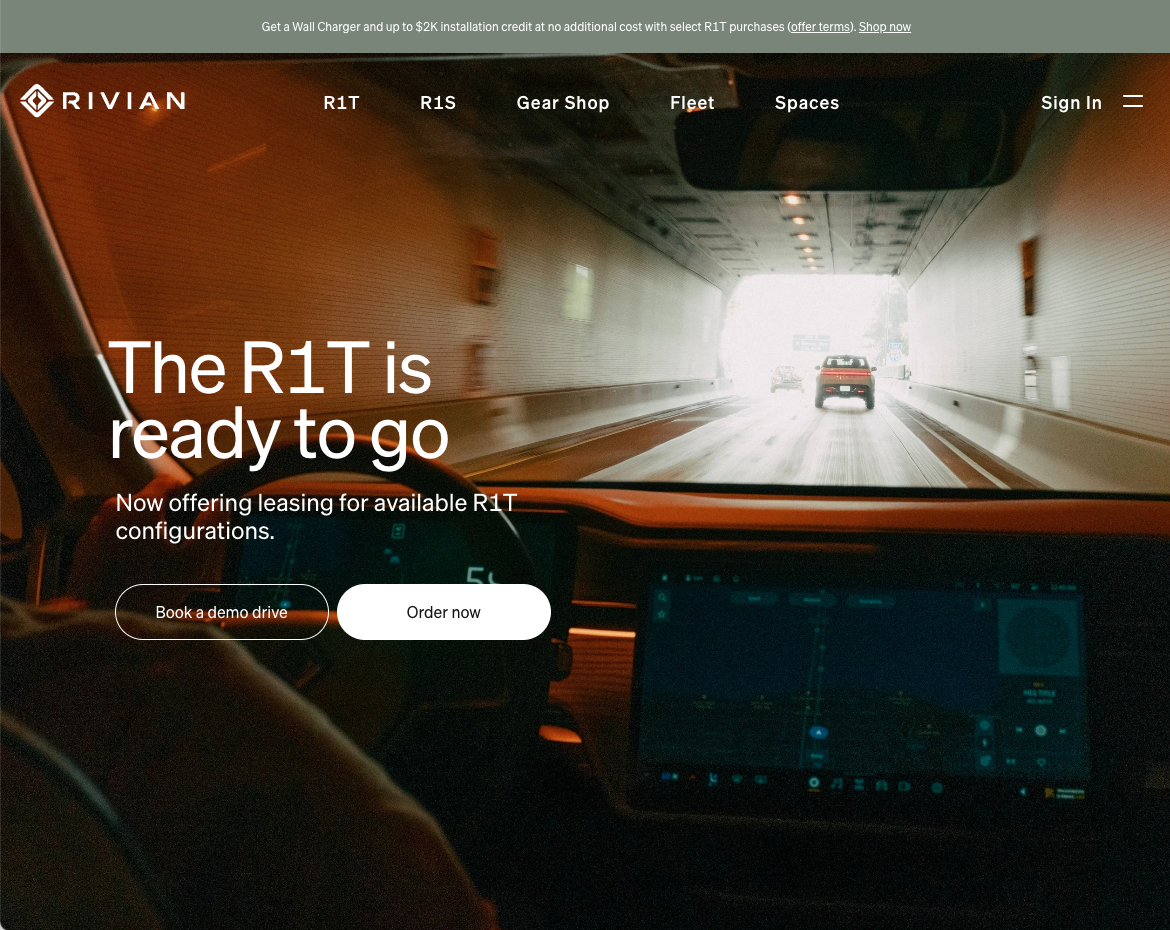 Get a Wall Charger and up to $2K installation credit at no additional cost with select R1T purchases (offer terms). Shop now
RIVIAN R1T R1S Gear Shop Fleet Spaces Sign In
The R1T is
ready to go
Now offering leasing for available R1T
configurations.
Book a demo drive Order now